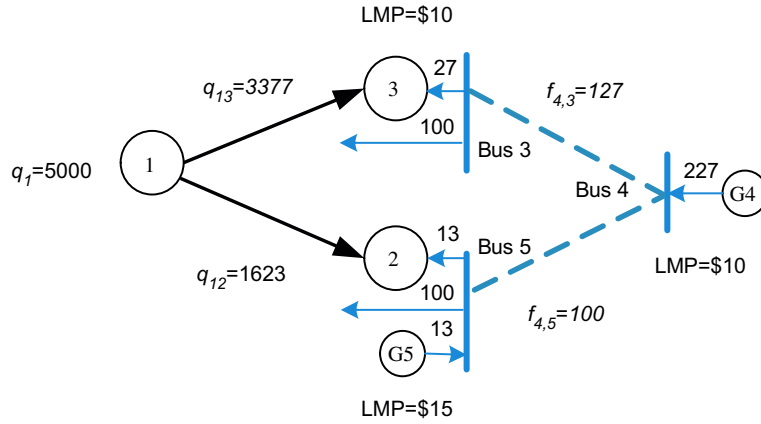 LMP=$10
q13=3377
3
27
f4,3=127
100
Bus 3
q1=5000
1
Bus 4
227
G4
13
Bus 5
2
LMP=$10
q12=1623
100
f4,5=100
13
G5
LMP=$15